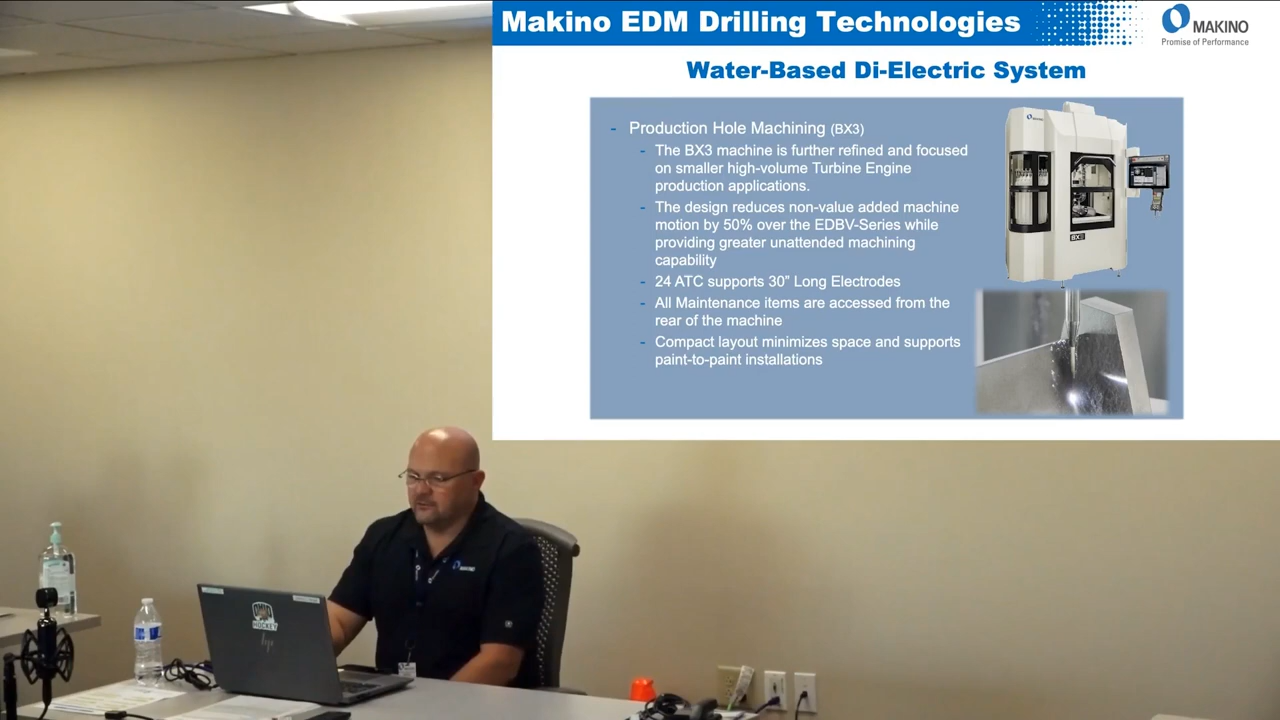 Makino EDM Drilling Technologies
MAKINO
Promise of Performance
Water-Based Di-Electric System
- Production Hole Machining (BX3)
- The BX3 machine is further refined and focused
on smaller high-volume Turbine Engine
production applications.
- The design reduces non-value added machine
motion by 50% over the EDBV-Series while
providing greater unattended machining
capability
- 24 ATC supports 30" Long Electrodes
- All Maintenance items are accessed from the
rear of the machine
- Compact layout minimizes space and supports
paint-to-paint installations
BX3
MAKINO
OHIO
HOCKEY